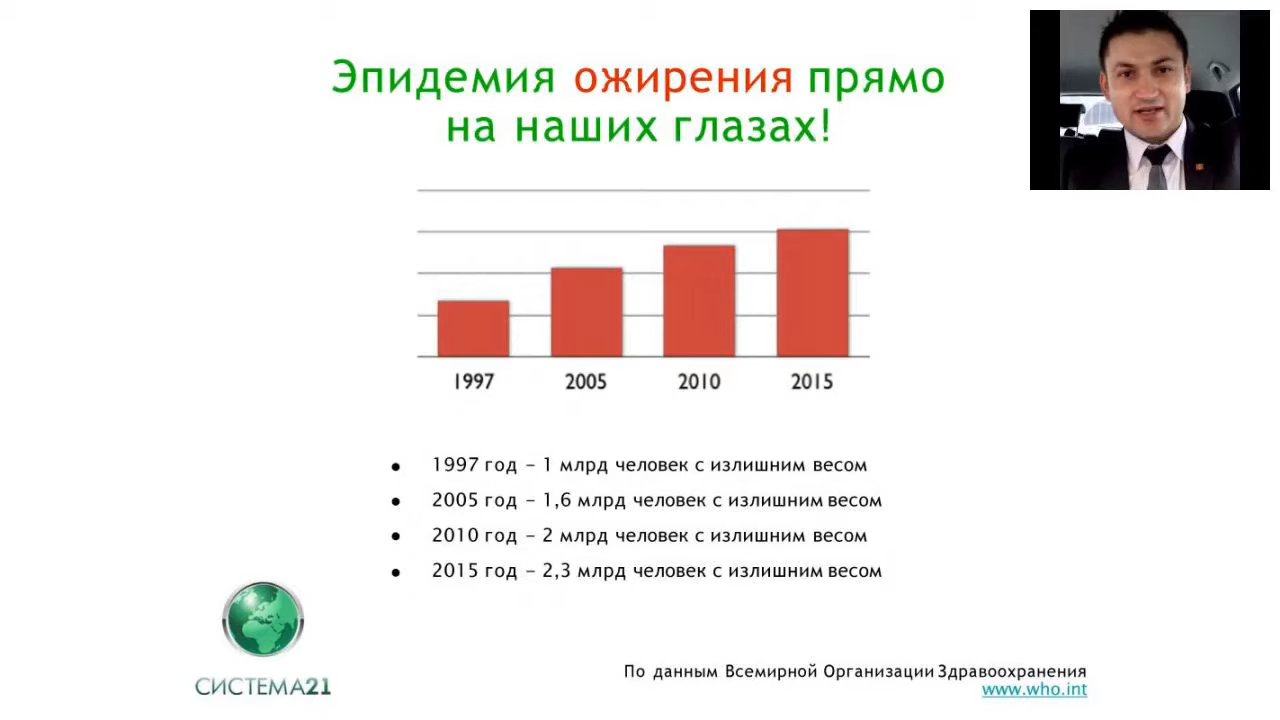 Эпидемия ожирения прямо
на наших глазах!
1997 2005 2010 2015
• 1997 год – 1 млрд человек с излишним весом
• 2005 год – 1,6 млрд человек с излишним весом
• 2010 год – 2 млрд человек с излишним весом
• 2015 год – 2,3 млрд человек с излишним весом
СИСТЕМА21
По данным Всемирной Организации Здравоохранения
www.who.int